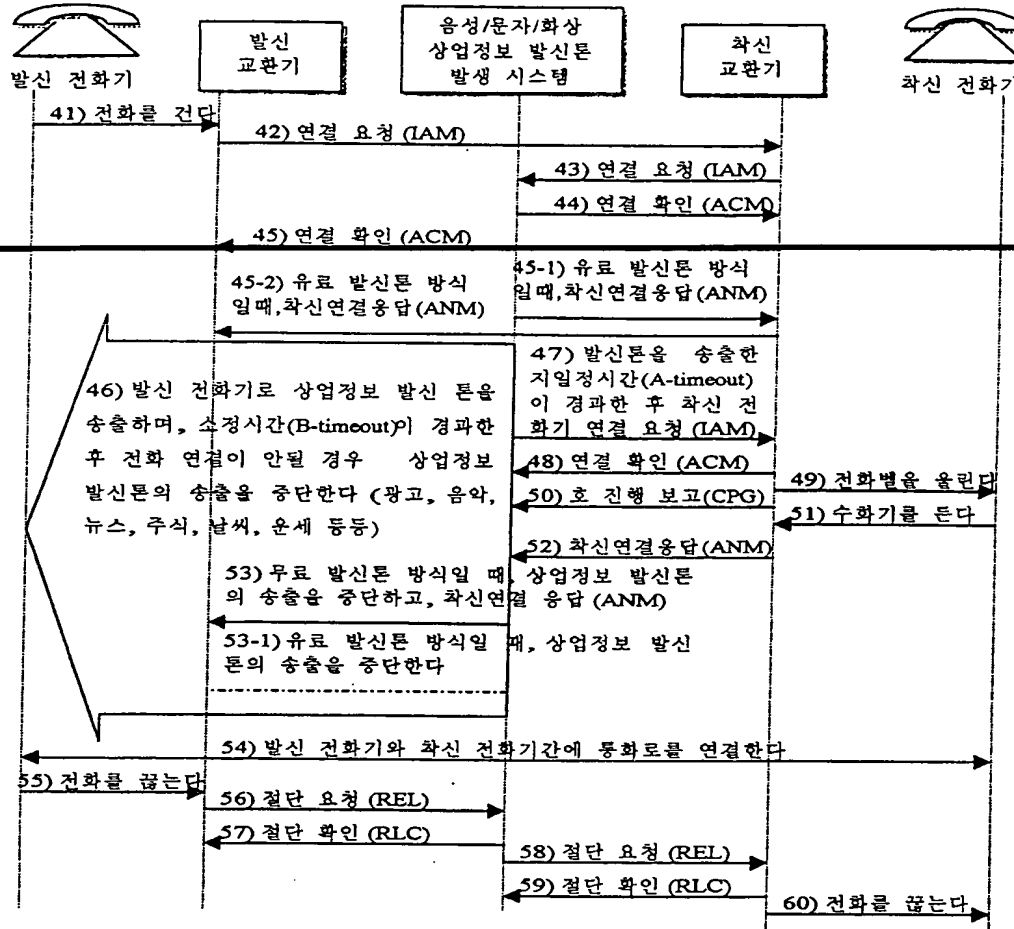 발신 전화기
발신
교환기
음성/문자/화상
상업정보 발신톤
발생 시스템
착신
교환기
착신 전화기
41) 전화를 건다
42) 연결 요청 (IAM)
43) 연결 요청 (IAM)
44) 연결 확인 (ACM)
45) 연결 확인 (ACM)
45-1) 유료 발신톤 방식
일때,착신연결응답(ANM)
45-2) 유료 발신톤 방식
일때,착신연결응답(ANM)
46) 발신 전화기로 상업정보 발신 톤을
송출하며, 소정시간(B-timeout)이 경과한
후 전화 연결이 안될 경우 상업정보
발신톤의 송출을 중단한다 (광고, 음악,
뉴스, 주식, 날씨, 운세 등등)
47) 발신톤을 송출한
지일정시간(A-timeout)
이 경과한 후 착신 전
화기 연결 요청(IAM)
48) 연결 확인 (ACM)
49) 전화벨을 울린다
50) 호 진행 보고(CPG)
51) 수화기를 든다
52) 착신연결응답(ANM)
53) 무료 발신톤 방식일 때, 상업정보 발신톤
의 송출을 중단하고, 착신연결 응답 (ANM)
53-1) 유료 발신톤 방식일 때, 상업정보 발신
톤의 송출을 중단한다
54) 발신 전화기와 착신 전화기간에 통화로를 연결한다
55) 전화를 끊는다
56) 절단 요청 (REL)
57) 절단 확인 (RLC)
58) 절단 요청 (REL)
59) 절단 확인 (RLC)
60) 전화를 끊는다